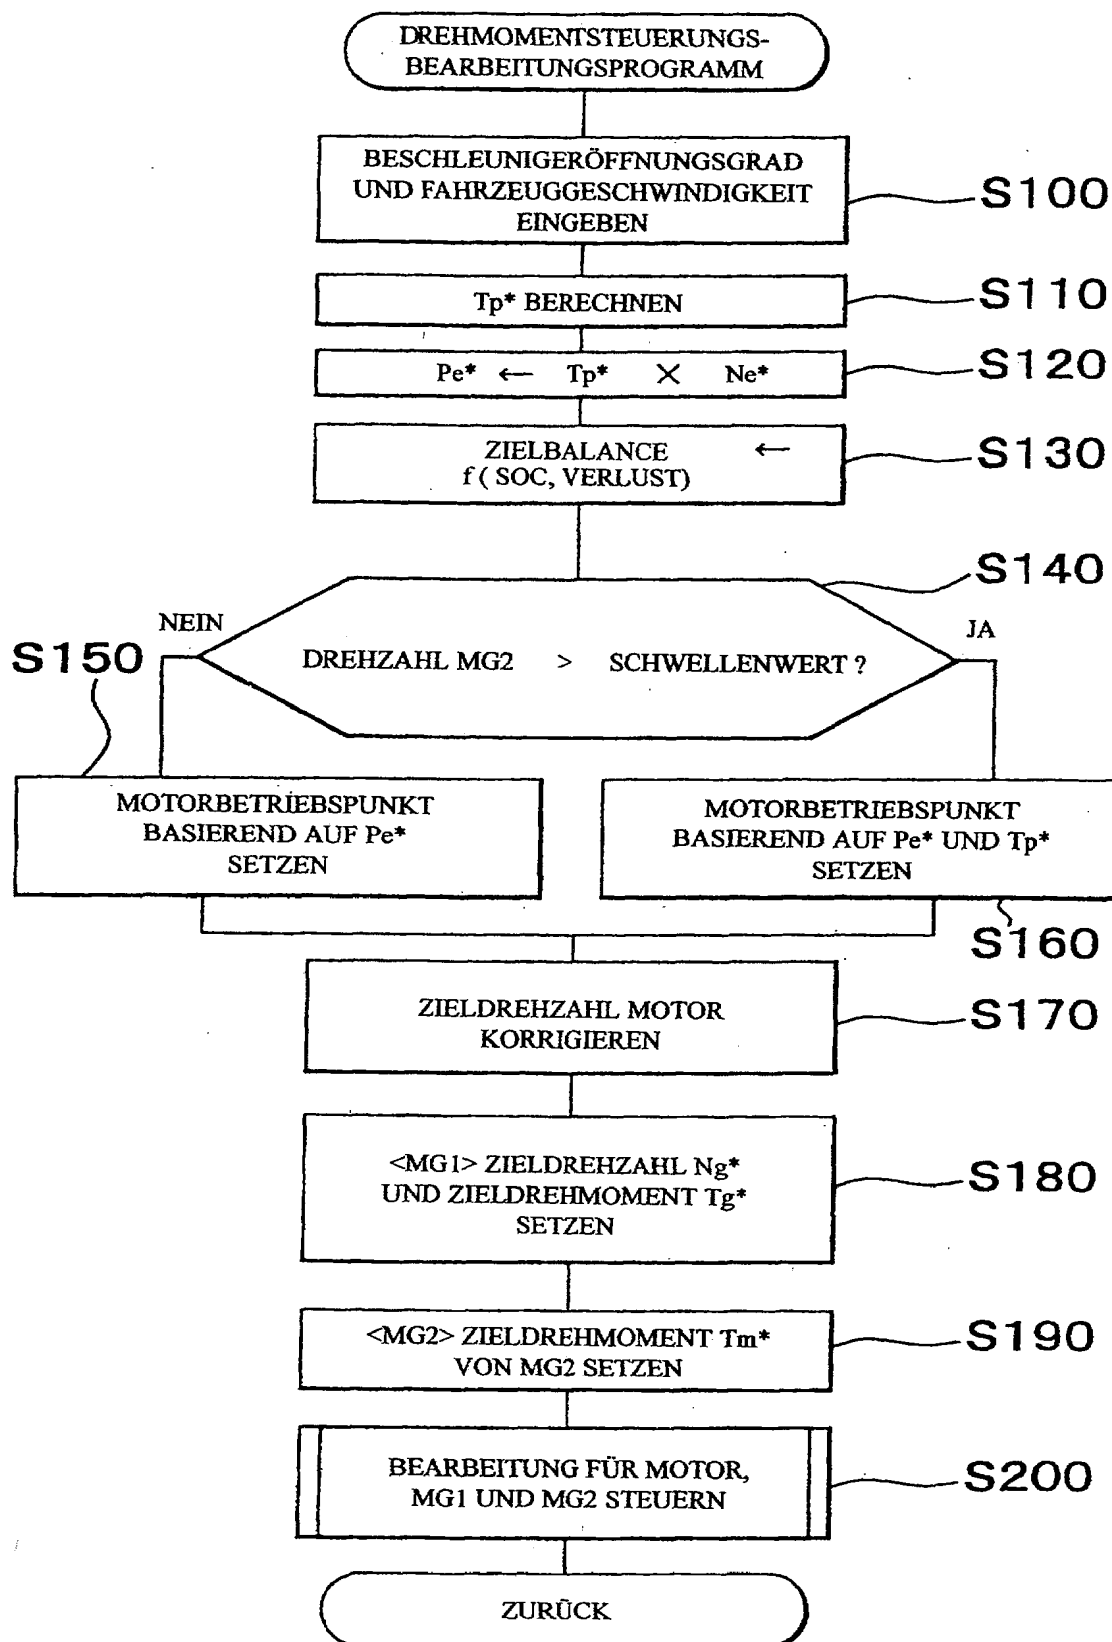 DREHMOMENTSTEUERUNGS-
BEARBEITUNGSPROGRAMM
BESCHLEUNIGERÖFFNUNGSGRAD
UND FAHRZEUGGESCHWINDIGKEIT
EINGEBEN
S100
Tp* BERECHNEN
S110
Pe* ← Tp* × Ne*
S120
ZIELBALANCE ←
f ( SOC, VERLUST)
S130
S140
NEIN
JA
DREHZAHL MG2 > SCHWELLENWERT ?
S150
MOTORBETRIEBSPUNKT
BASIEREND AUF Pe*
SETZEN
MOTORBETRIEBSPUNKT
BASIEREND AUF Pe* UND Tp*
SETZEN
S160
ZIELDREHZAHL MOTOR
KORRIGIEREN
S170
<MG1> ZIELDREHZAHL Ng*
UND ZIELDREHMOMENT Tg*
SETZEN
S180
<MG2> ZIELDREHMOMENT Tm*
VON MG2 SETZEN
S190
BEARBEITUNG FÜR MOTOR,
MG1 UND MG2 STEUERN
S200
ZURÜCK